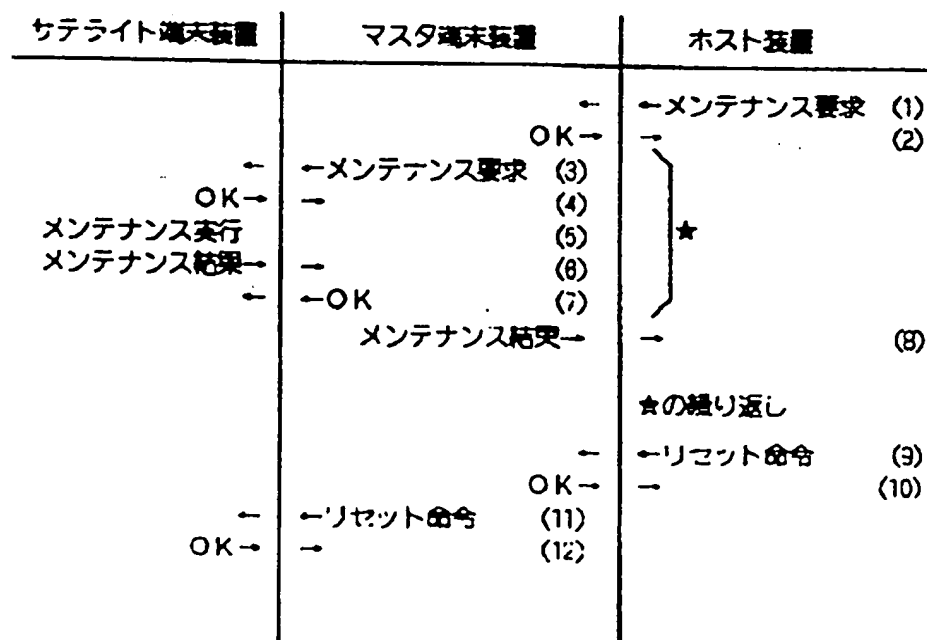 サテライト端末装置 マスタ端末装置 ホスト装置
← ←メンテナンス要求 (1)
OK→ → (2)
← ←メンテナンス要求 (3)
OK→ → (4)
メンテナンス実行 (5)
★
メンテナンス結果→ → (6)
← ←OK (7)
メンテナンス結果→ → (8)
★の繰り返し
← ←リセット命令 (9)
OK→ → (10)
← ←リセット命令 (11)
OK→ → (12)